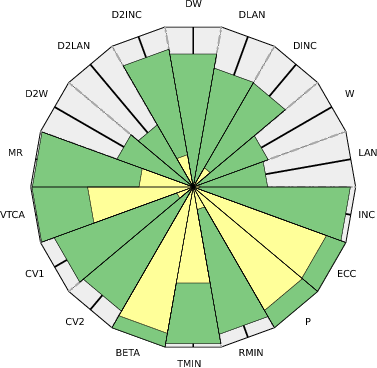 DW
D2INC
DLAN
D2LAN
DINC
D2W
W
MR
LAN
VTCA
INC
CV1
ECC
CV2
P
BETA
RMIN
TMIN